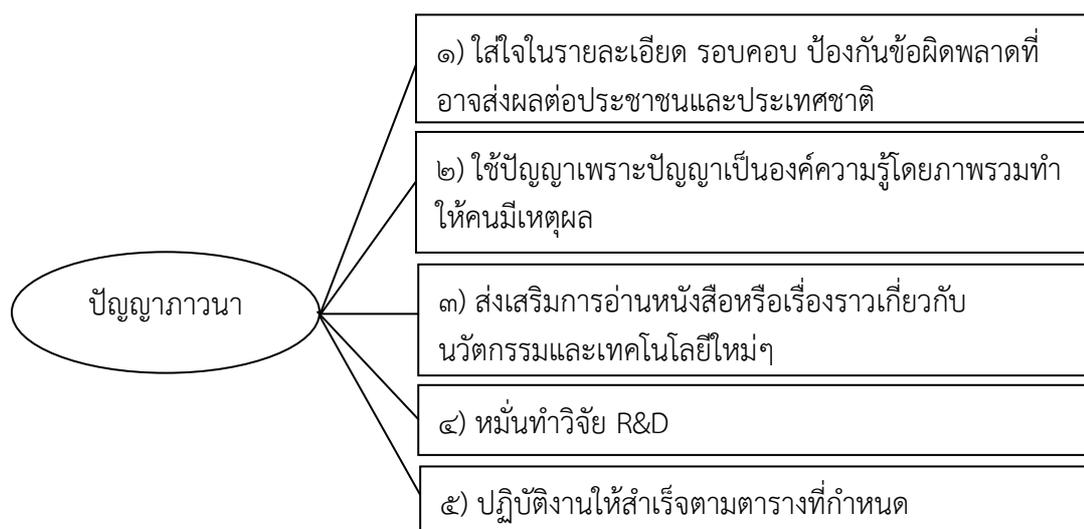 ๑) ใส่ใจในรายละเอียด รอบคอบ ป้องกันข้อผิดพลาดที่
อาจส่งผลต่อประชาชนและประเทศชาติ
๒) ใช้ปัญญาเพราะปัญญาเป็นองค์ความรู้โดยภาพรวมทำ
ให้คนมีเหตุผล
ปัญญาภาวนา
๓) ส่งเสริมการอ่านหนังสือหรือเรื่องราวเกี่ยวกับ
นวัตกรรมและเทคโนโลยีใหม่ๆ
๔) หมั่นทำวิจัย R&D
๕) ปฏิบัติงานให้สำเร็จตามตารางที่กำหนด